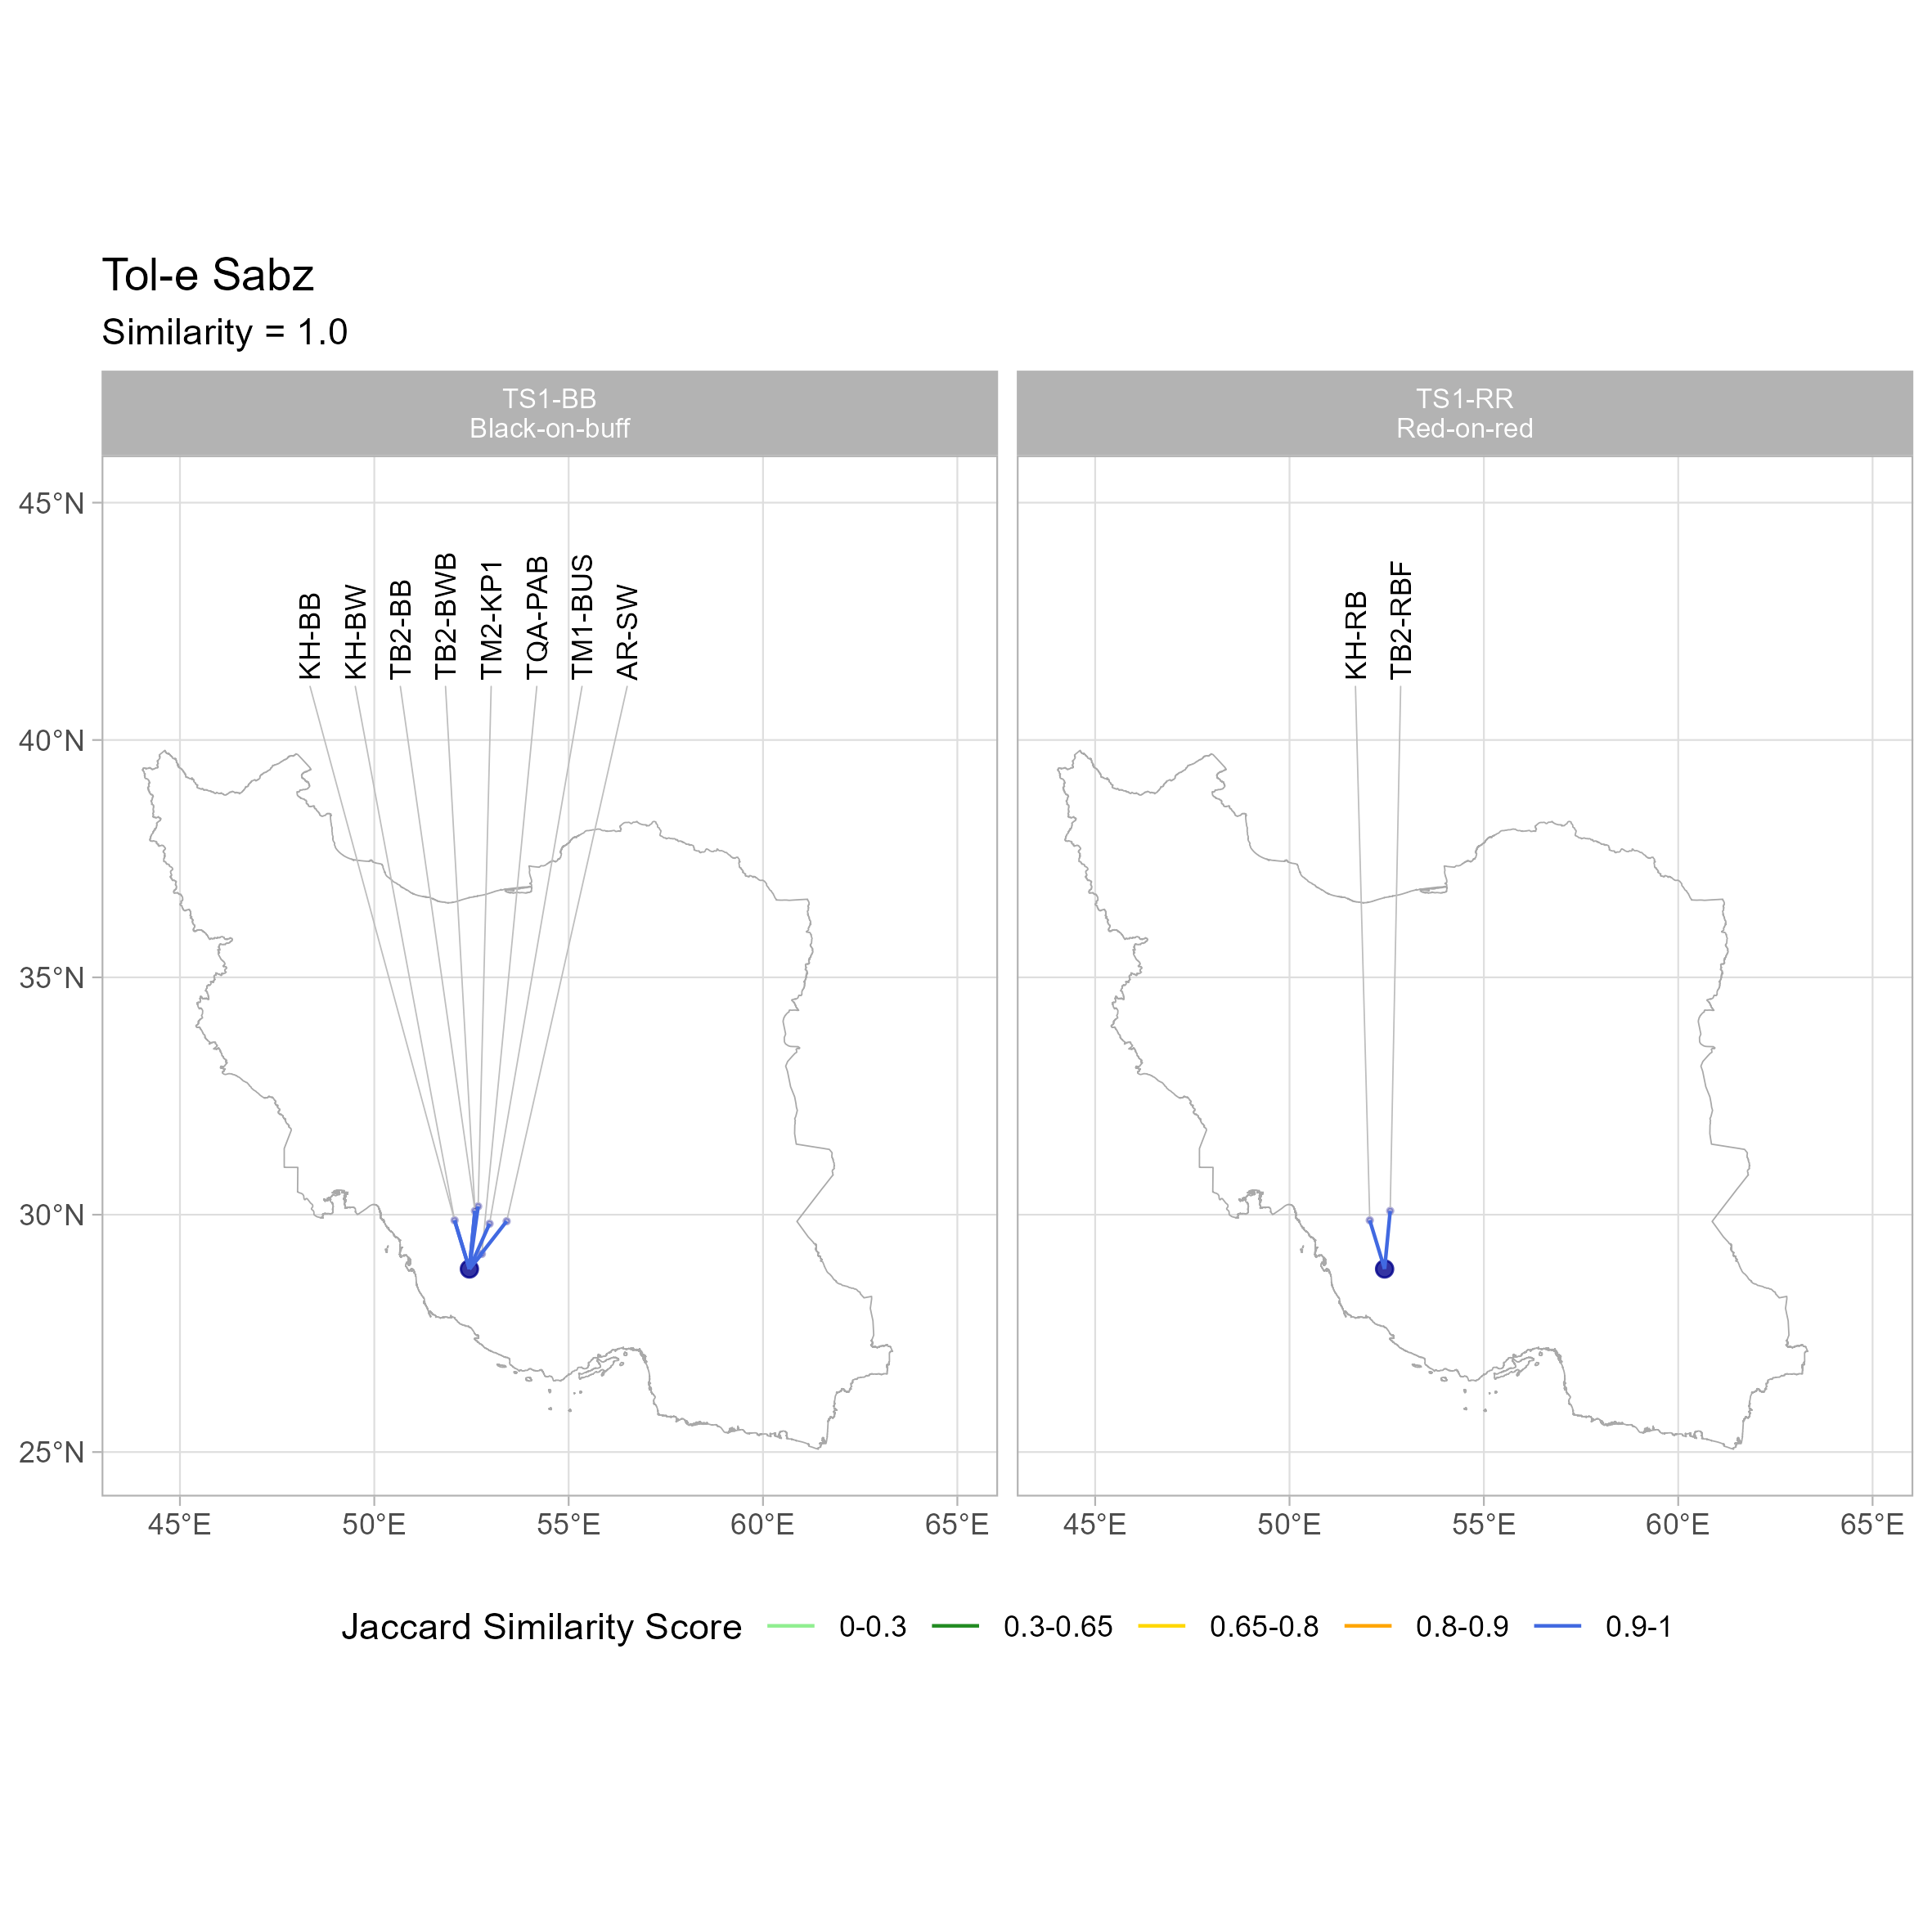 Tol-e Sabz
Similarity = 1.0
TS1-BB
Black-on-buff
TS1-RR
Red-on-red
45°N
40°N
35°N
30°N
25°N
KH-BB
KH-BW
TB2-BB
TB2-BWB
TM2-KP1
TQA-PAB
TM1-BUS
AR-SW
KH-RB
TB2-RBF
45°E 50°E 55°E 60°E 65°E
45°E 50°E 55°E 60°E 65°E
Jaccard Similarity Score 0-0.3 0.3-0.65 0.65-0.8 0.8-0.9 0.9-1